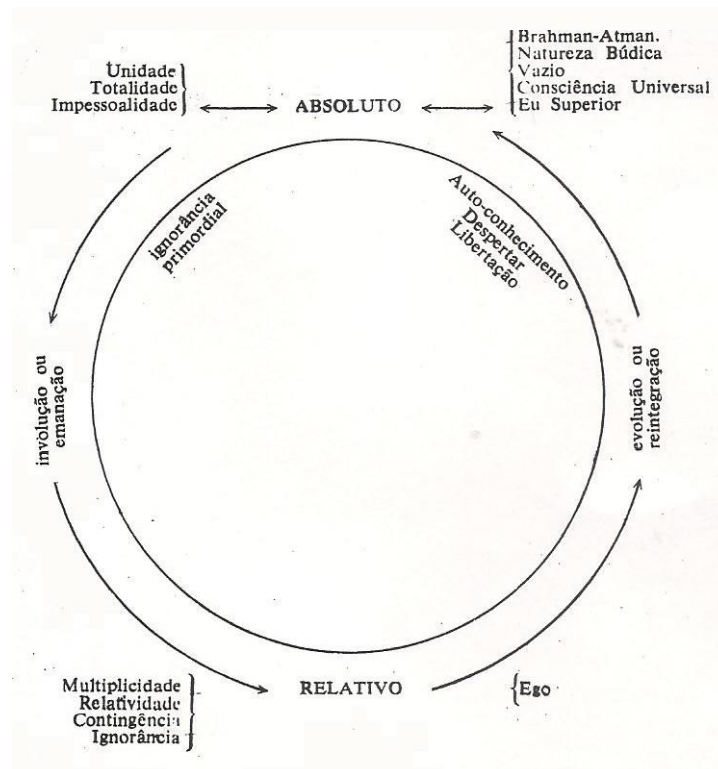 Unidade
Totalidade
Impessoalidade
ABSOLUTO
Brahman-Atman.
Natureza Búdica
Vazio
Consciência Universal
Eu Superior
ignorância
primordial
Auto-conhecimento
Despertar
Libertação
involução ou
emanação
evolução ou
reintegração
Multiplicidade
Relatividade
Contingência
Ignorância
RELATIVO
Ego